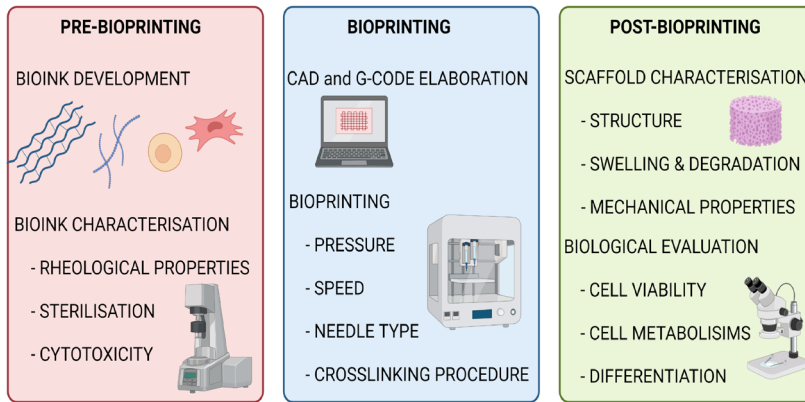 PRE-BIOPRINTING
BIOINK DEVELOPMENT
BIOINK CHARACTERISATION
- RHEOLOGICAL PROPERTIES
- STERILISATION
- CYTOTOXICITY
BIOPRINTING
CAD and G-CODE ELABORATION
BIOPRINTING
- PRESSURE
- SPEED
- NEEDLE TYPE
- CROSSLINKING PROCEDURE
POST-BIOPRINTING
SCAFFOLD CHARACTERISATION
- STRUCTURE
- SWELLING & DEGRADATION
- MECHANICAL PROPERTIES
BIOLOGICAL EVALUATION
- CELL VIABILITY
- CELL METABOLISIMS
- DIFFERENTIATION